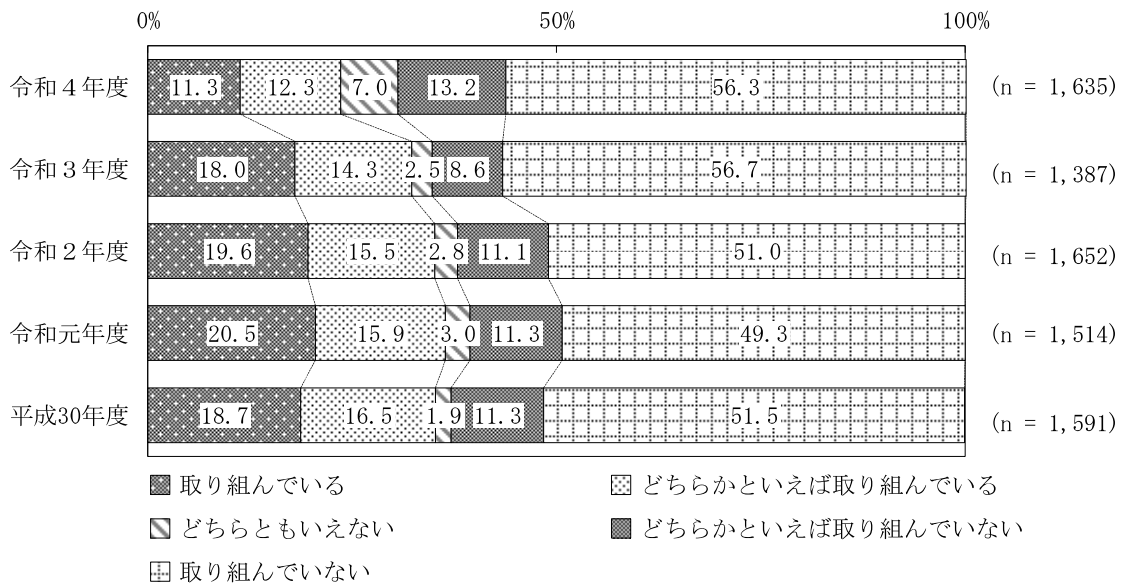 0% 50% 100%
令和4年度 11.3 12.3 7.0 13.2 56.3 (n = 1,635)
令和3年度 18.0 14.3 2.5 8.6 56.7 (n = 1,387)
令和2年度 19.6 15.5 2.8 11.1 51.0 (n = 1,652)
令和元年度 20.5 15.9 3.0 11.3 49.3 (n = 1,514)
平成30年度 18.7 16.5 1.9 11.3 51.5 (n = 1,591)
取り組んでいる どちらかといえば取り組んでいる
どちらともいえない どちらかといえば取り組んでいない
取り組んでいない